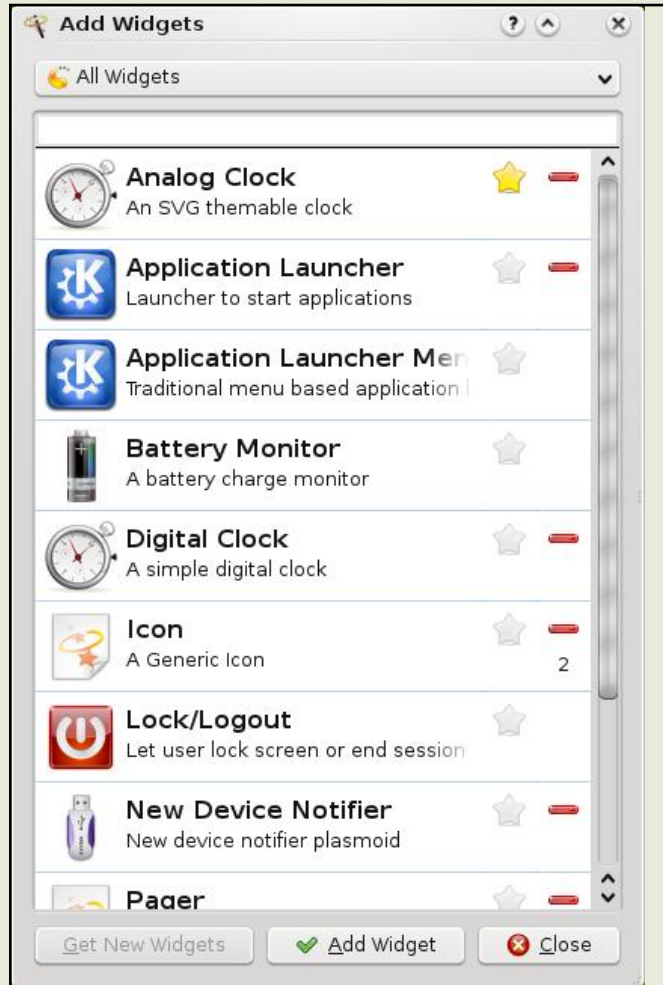 Add Widgets
?
All Widgets
Analog Clock
An SVG themable clock
Application Launcher
Launcher to start applications
Application Launcher Men
Traditional menu based application
Battery Monitor
A battery charge monitor
Digital Clock
A simple digital clock
Icon
A Generic Icon
2
Lock/Logout
Let user lock screen or end session
New Device Notifier
New device notifier plasmoid
Pager
Get New Widgets
Add Widget
Close